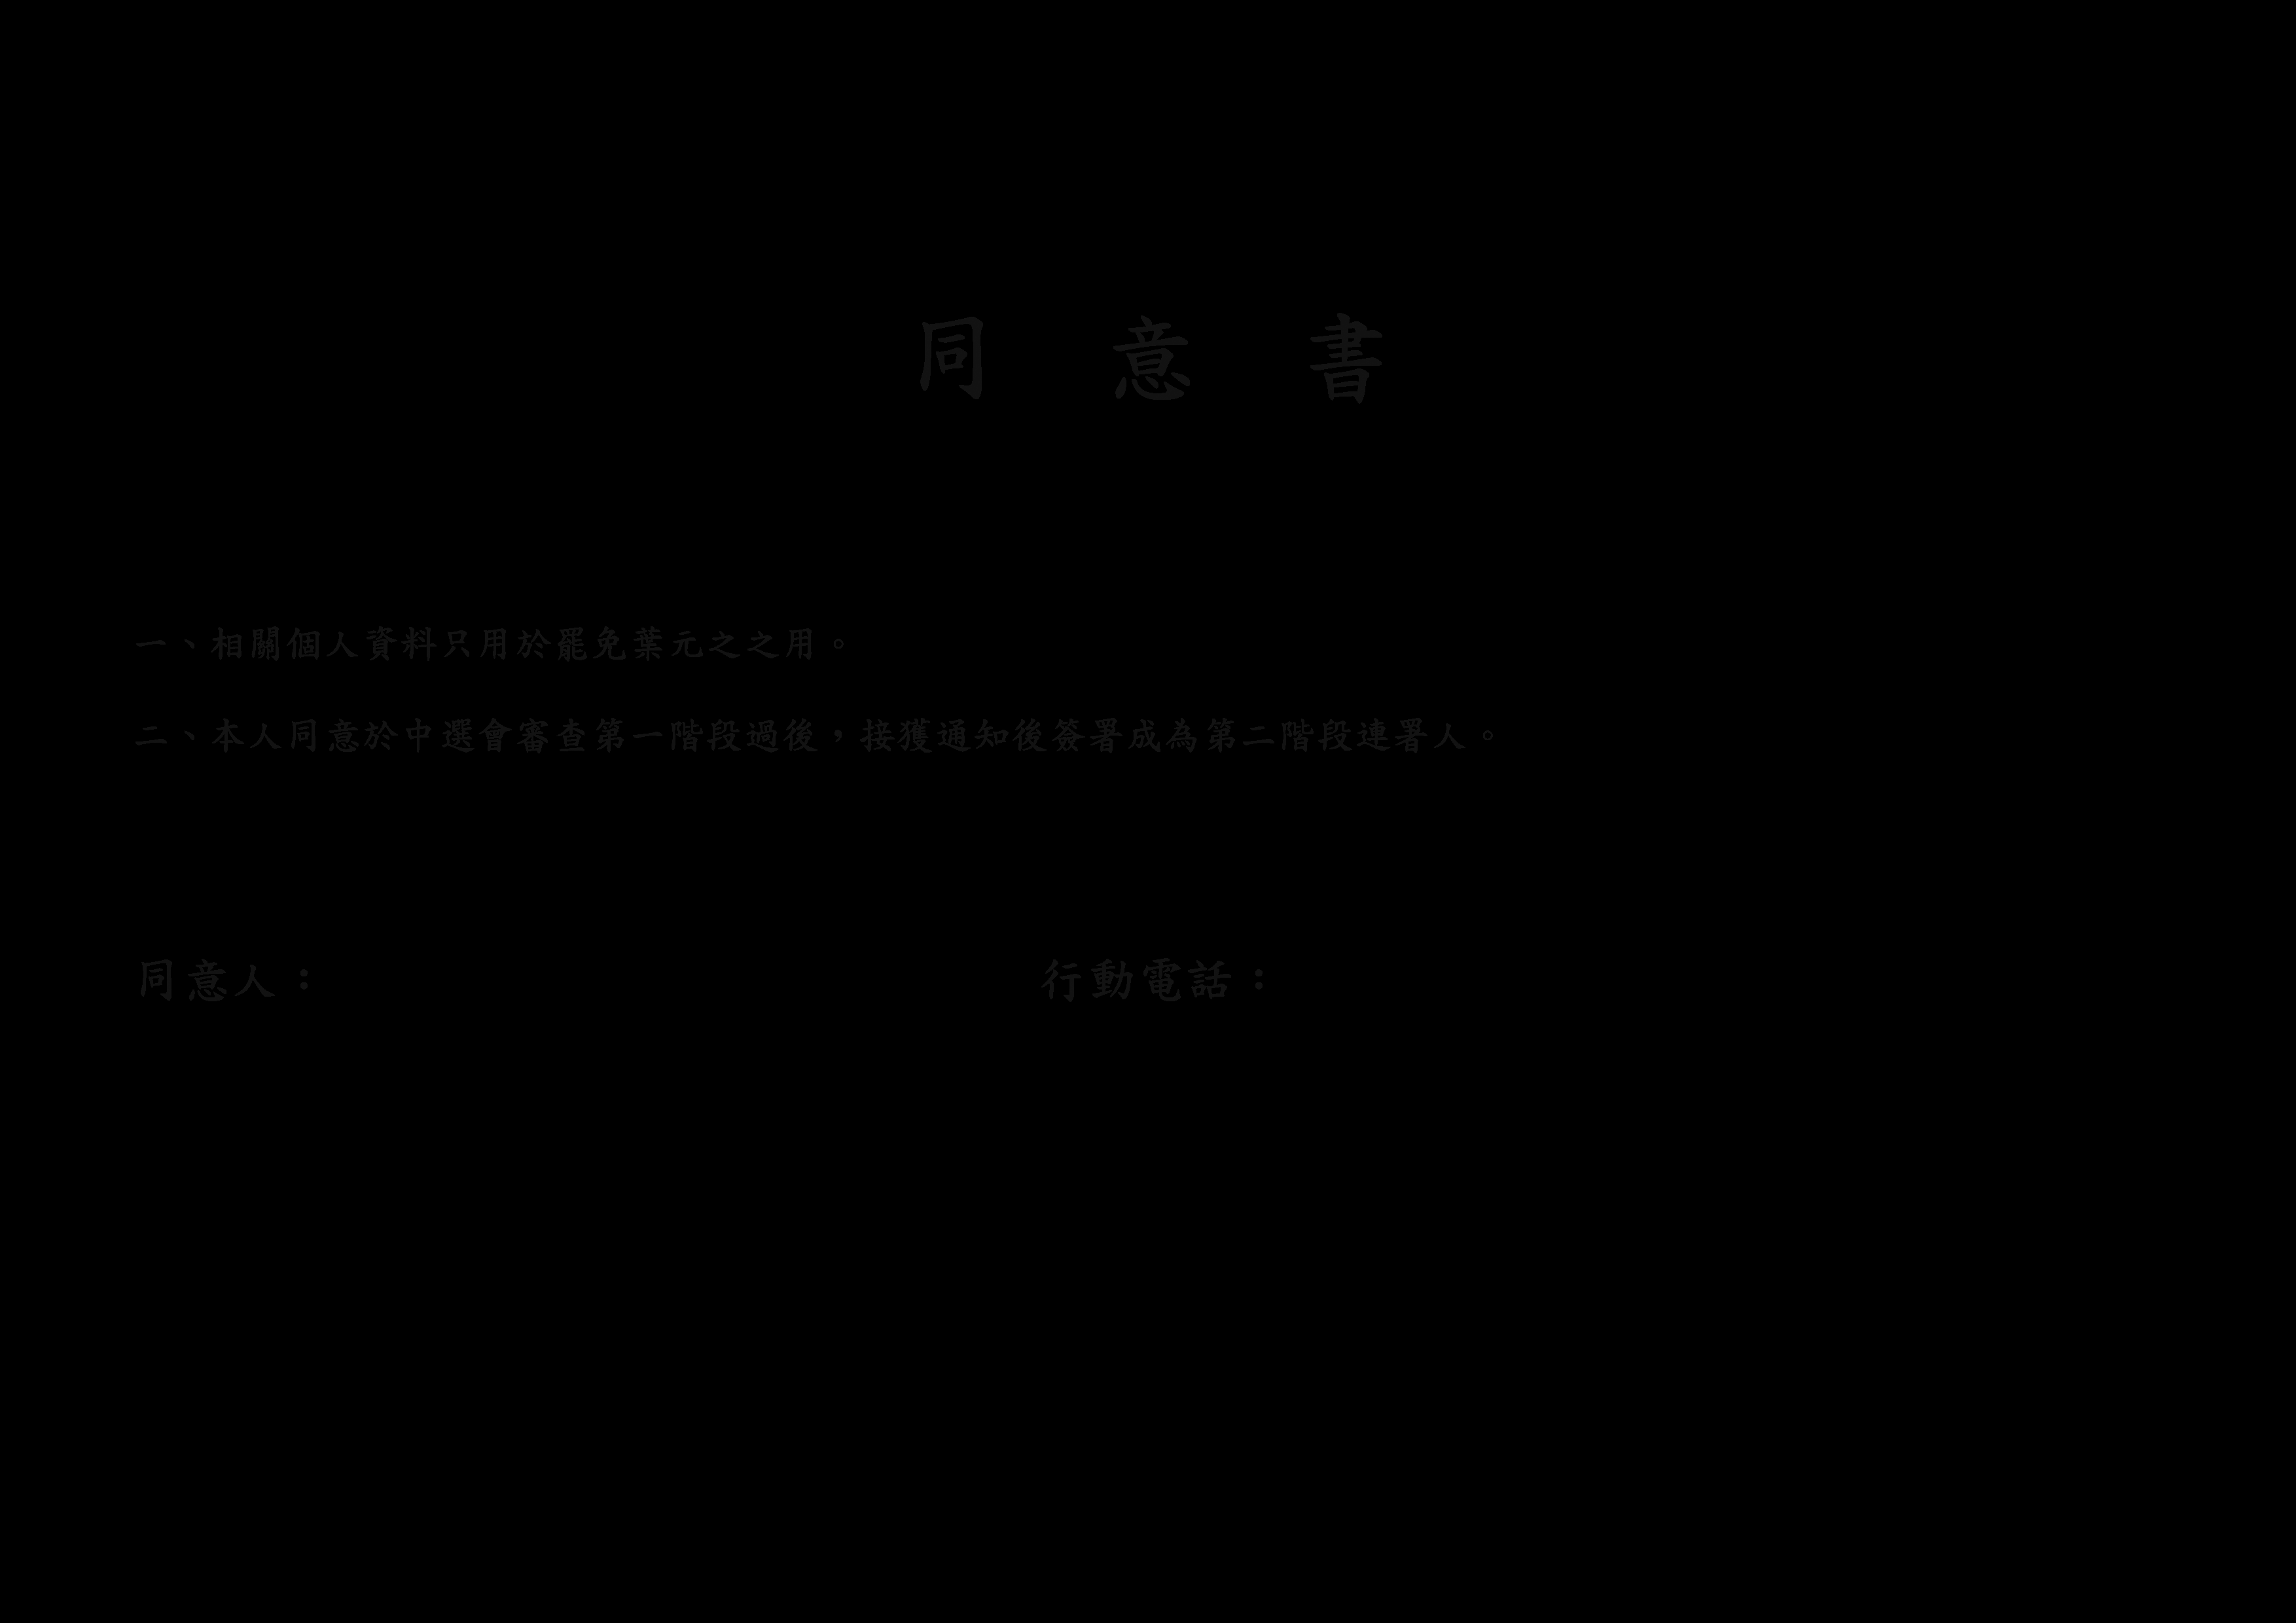 同意書
一、相關個人資料只用於罷免葉元之之用。
二、本人同意於中選會審查第一階段過後，接獲通知後簽署成為第二階段連署人。
同意人： 行動電話：